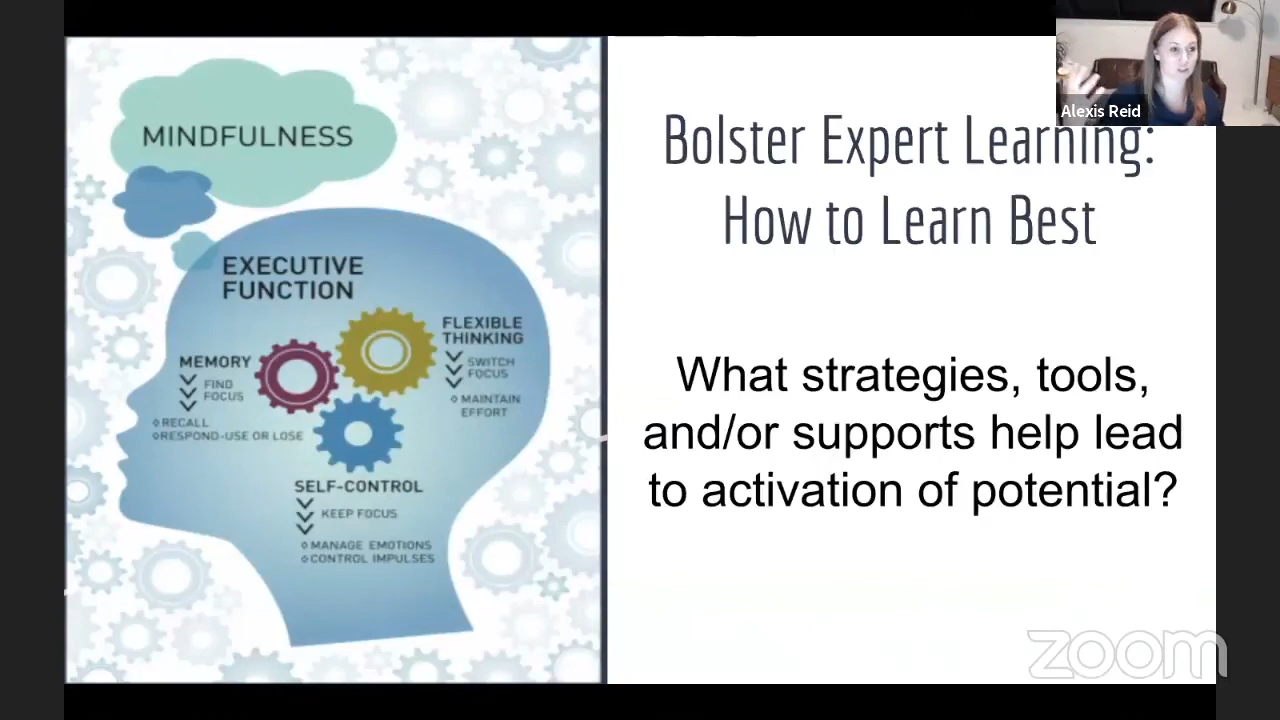 MINDFULNESS
EXECUTIVE
FUNCTION
MEMORY
FIND
FOCUS
RECALL
RESPOND-USE OR LOSE
FLEXIBLE
THINKING
SWITCH
FOCUS
MAINTAIN
EFFORT
SELF-CONTROL
KEEP FOCUS
MANAGE EMOTIONS
CONTROL IMPULSES
Alexis Reid
Bolster Expert Learning:
How to Learn Best
What strategies, tools,
and/or supports help lead
to activation of potential?
zoom